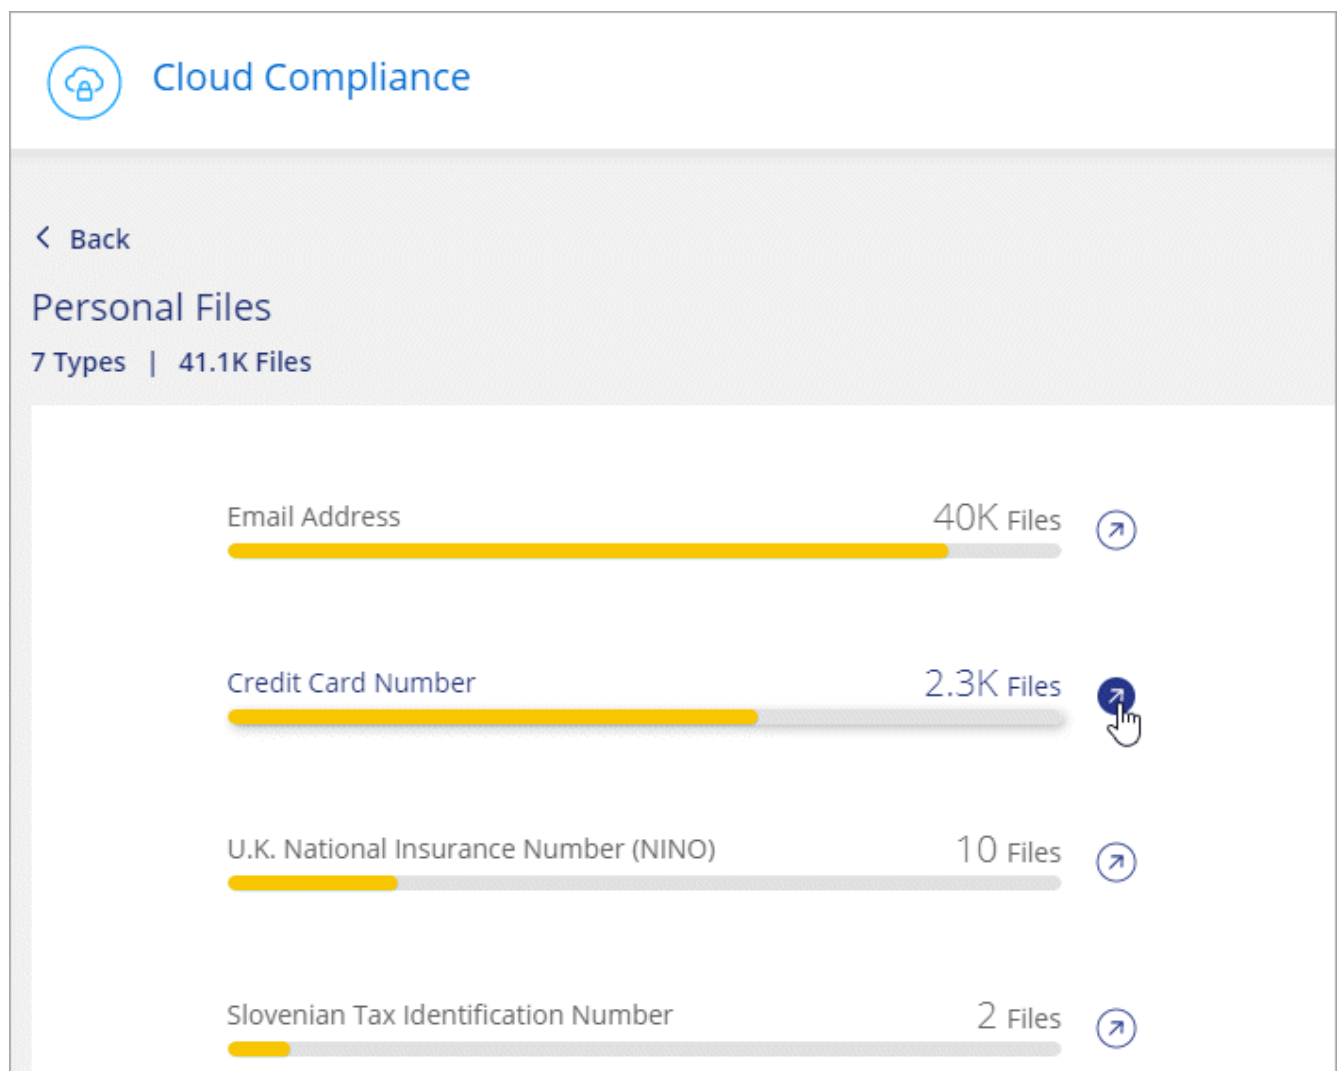 Cloud Compliance
Back
Personal Files
7 Types | 41.1K Files
Email Address 40K Files
Credit Card Number 2.3K Files
U.K. National Insurance Number (NINO) 10 Files
Slovenian Tax Identification Number 2 Files